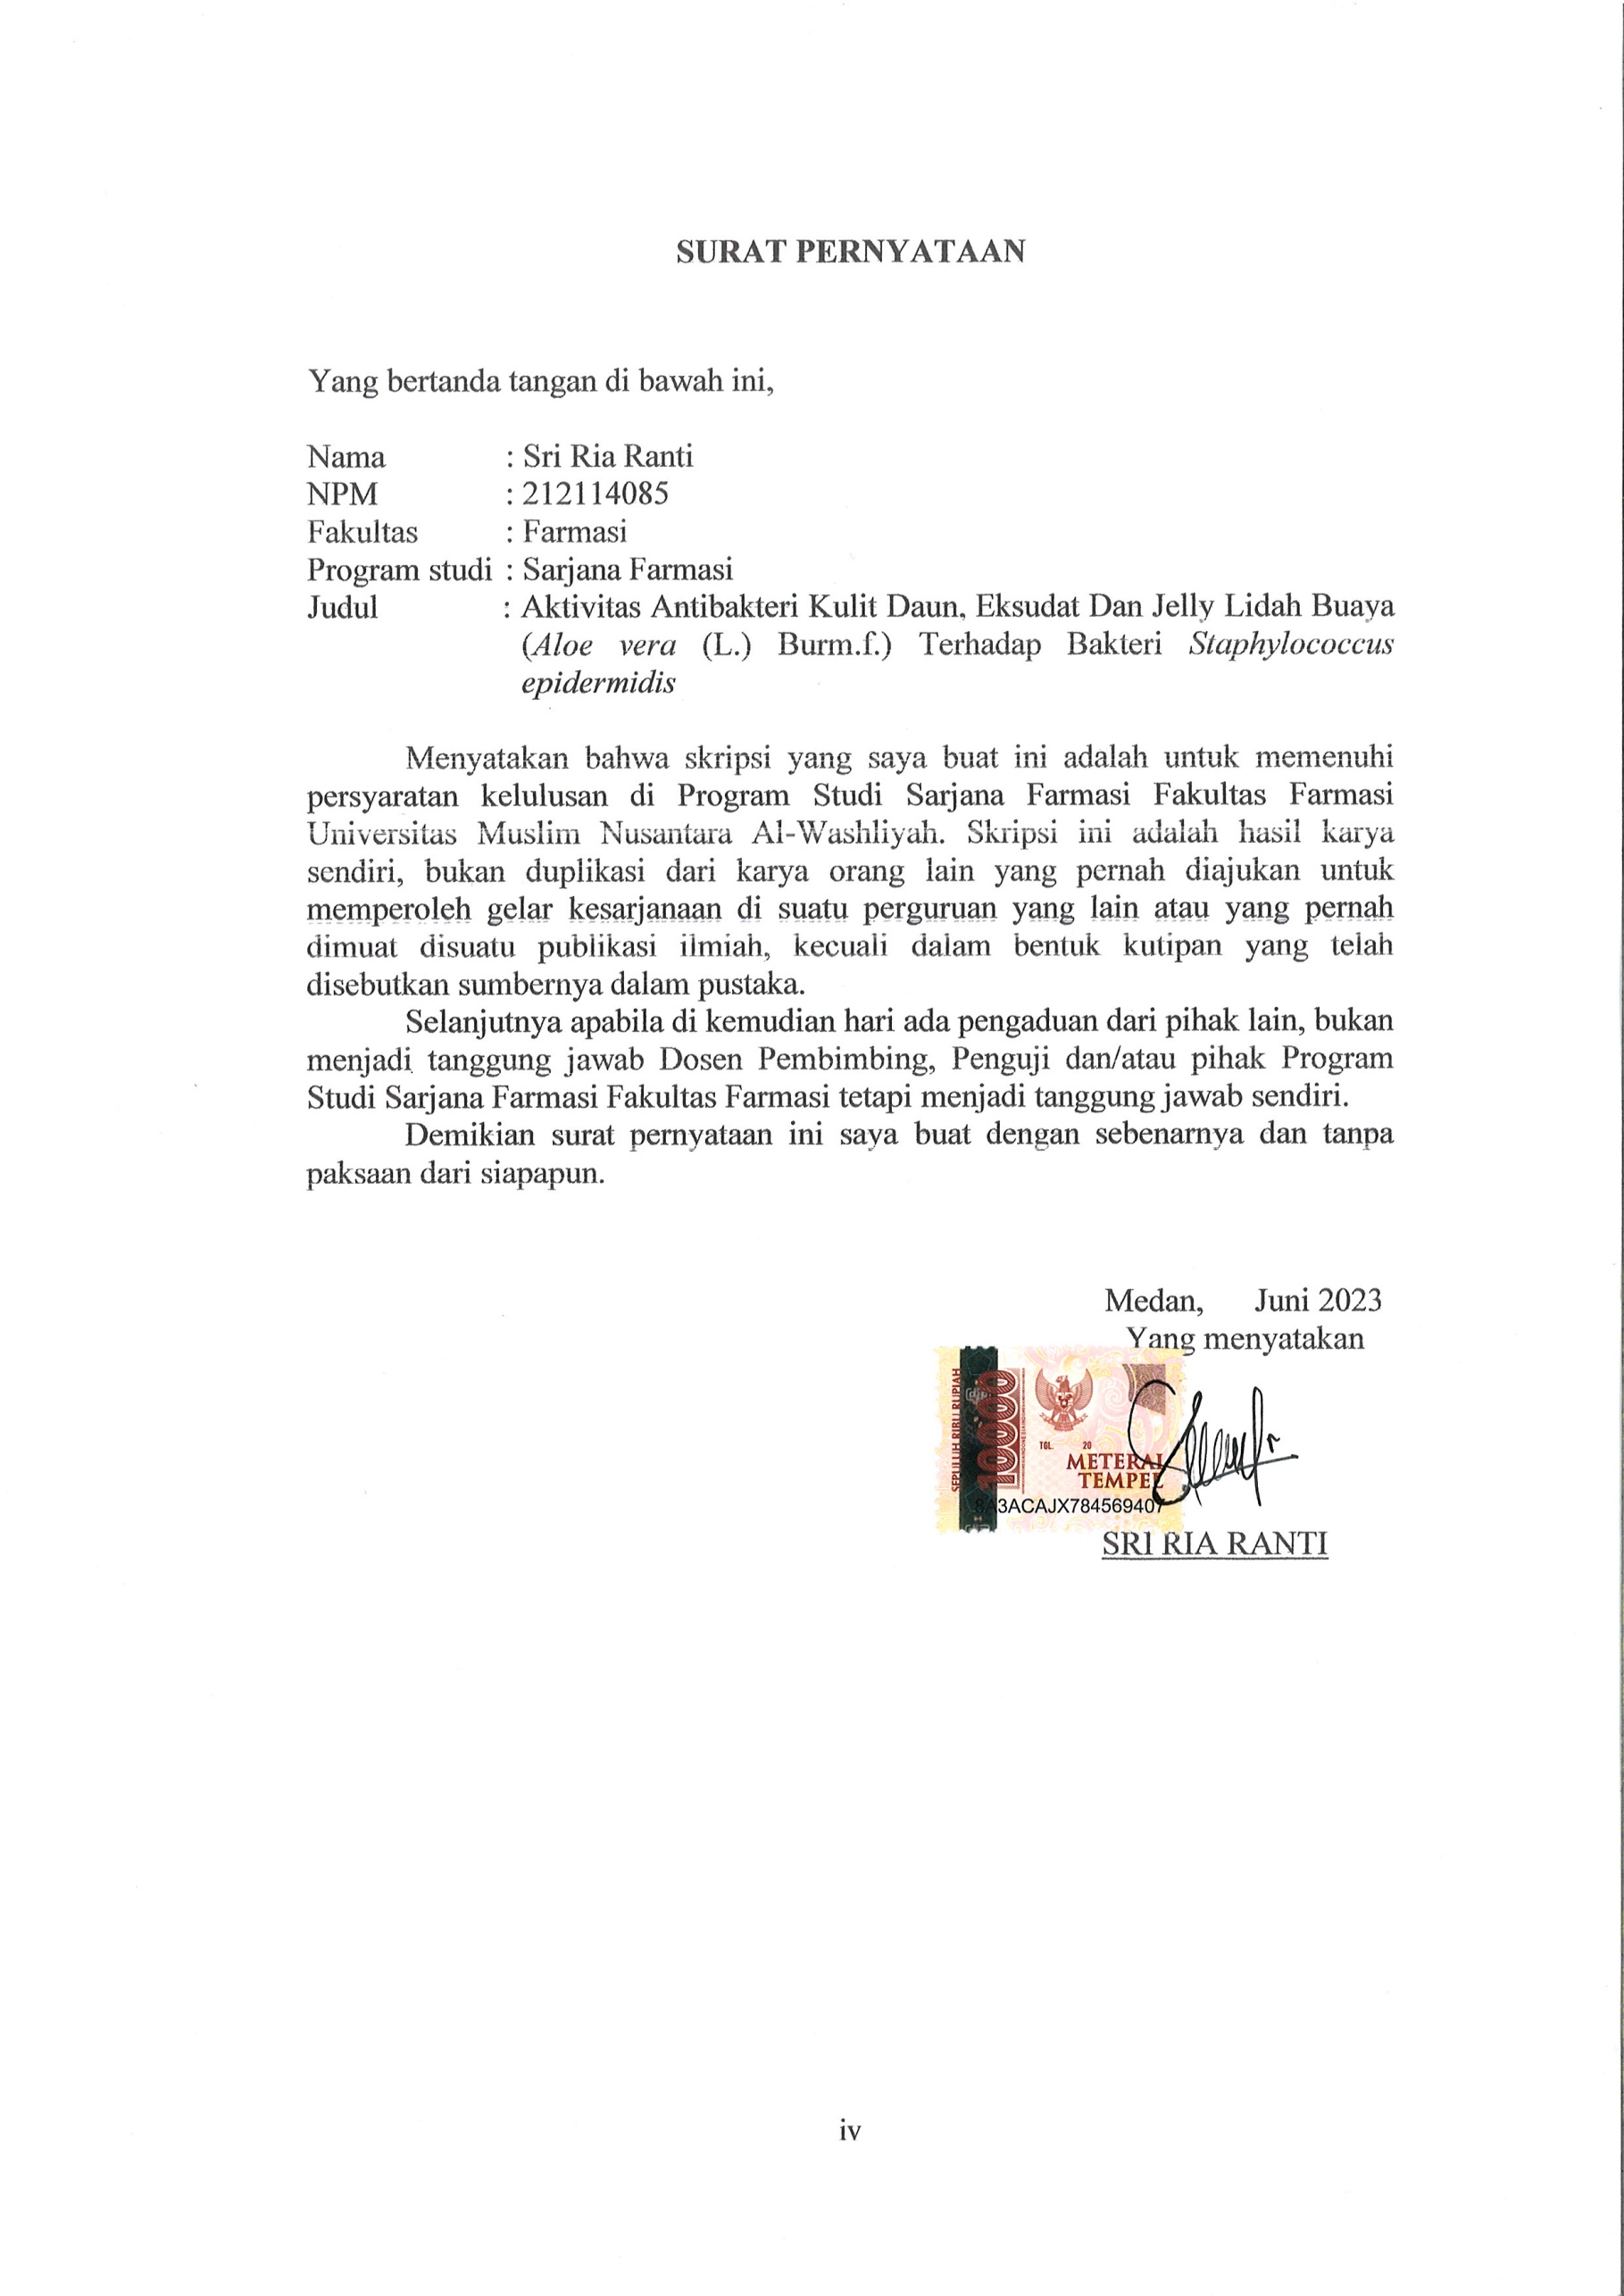 SURAT PERNYATAAN
Yang bertanda tangan di bawah ini,
Nama : Sri Ria Ranti
NPM : 212114085
Fakultas : Farmasi
Program studi : Sarjana Farmasi
Judul : Aktivitas Antibakteri Kulit Daun, Eksudat Dan Jelly Lidah Buaya
(Aloe vera (L.) Burm.f.) Terhadap Bakteri Staphylococcus
epidermidis
Menyatakan bahwa skripsi yang saya buat ini adalah untuk memenuhi
persyaratan kelulusan di Program Studi Sarjana Farmasi Fakultas Farmasi
Universitas Muslim Nusantara Al-Washliyah. Skripsi ini adalah hasil karya
sendiri, bukan duplikasi dari karya orang lain yang pernah diajukan untuk
memperoleh gelar kesarjanaan di suatu perguruan yang lain atau yang pernah
dimuat disuatu publikasi ilmiah, kecuali dalam bentuk kutipan yang telah
disebutkan sumbernya dalam pustaka.
Selanjutnya apabila di kemudian hari ada pengaduan dari pihak lain, bukan
menjadi tanggung jawab Dosen Pembimbing, Penguji dan/atau pihak Program
Studi Sarjana Farmasi Fakultas Farmasi tetapi menjadi tanggung jawab sendiri.
Demikian surat pernyataan ini saya buat dengan sebenarnya dan tanpa
paksaan dari siapapun.
Medan, Juni 2023
Yang menyatakan
SEPULUH RIBU RUPIAH
10000
TGL. 20
METERAI
TEMPEL
8A3ACAJX784569407
SRI RIA RANTI
iv